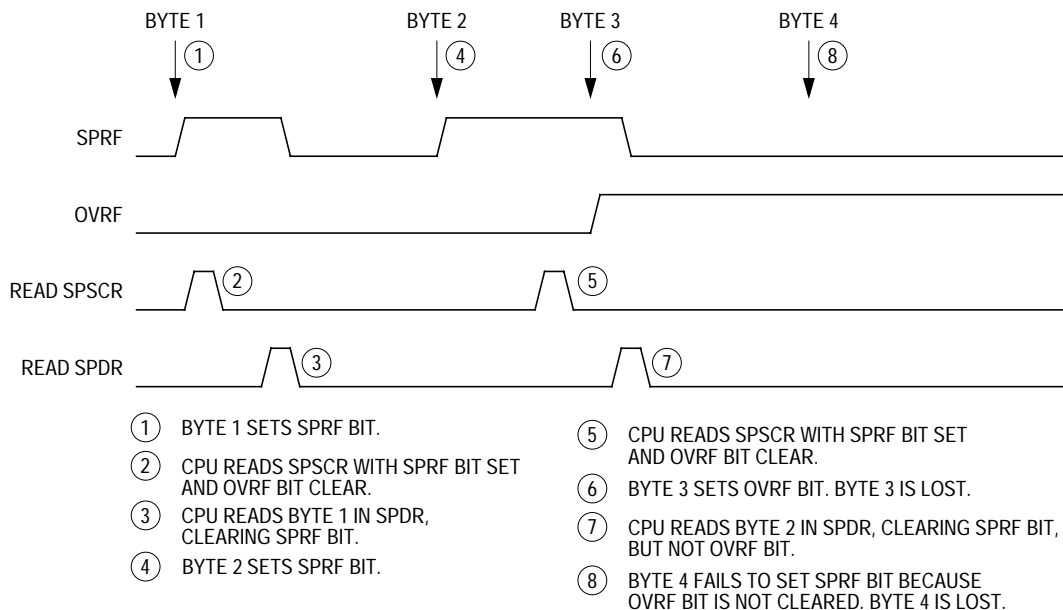 BYTE 1 BYTE 2 BYTE 3 BYTE 4
1 4 6 8
SPRF
OVRF
READ SPSCR 2 5
READ SPDR 3 7
1 BYTE 1 SETS SPRF BIT.
2 CPU READS SPSCR WITH SPRF BIT SET
AND OVRF BIT CLEAR.
3 CPU READS BYTE 1 IN SPDR,
CLEARING SPRF BIT.
4 BYTE 2 SETS SPRF BIT.
5 CPU READS SPSCR WITH SPRF BIT SET
AND OVRF BIT CLEAR.
6 BYTE 3 SETS OVRF BIT. BYTE 3 IS LOST.
7 CPU READS BYTE 2 IN SPDR, CLEARING SPRF BIT,
BUT NOT OVRF BIT.
8 BYTE 4 FAILS TO SET SPRF BIT BECAUSE
OVRF BIT IS NOT CLEARED. BYTE 4 IS LOST.